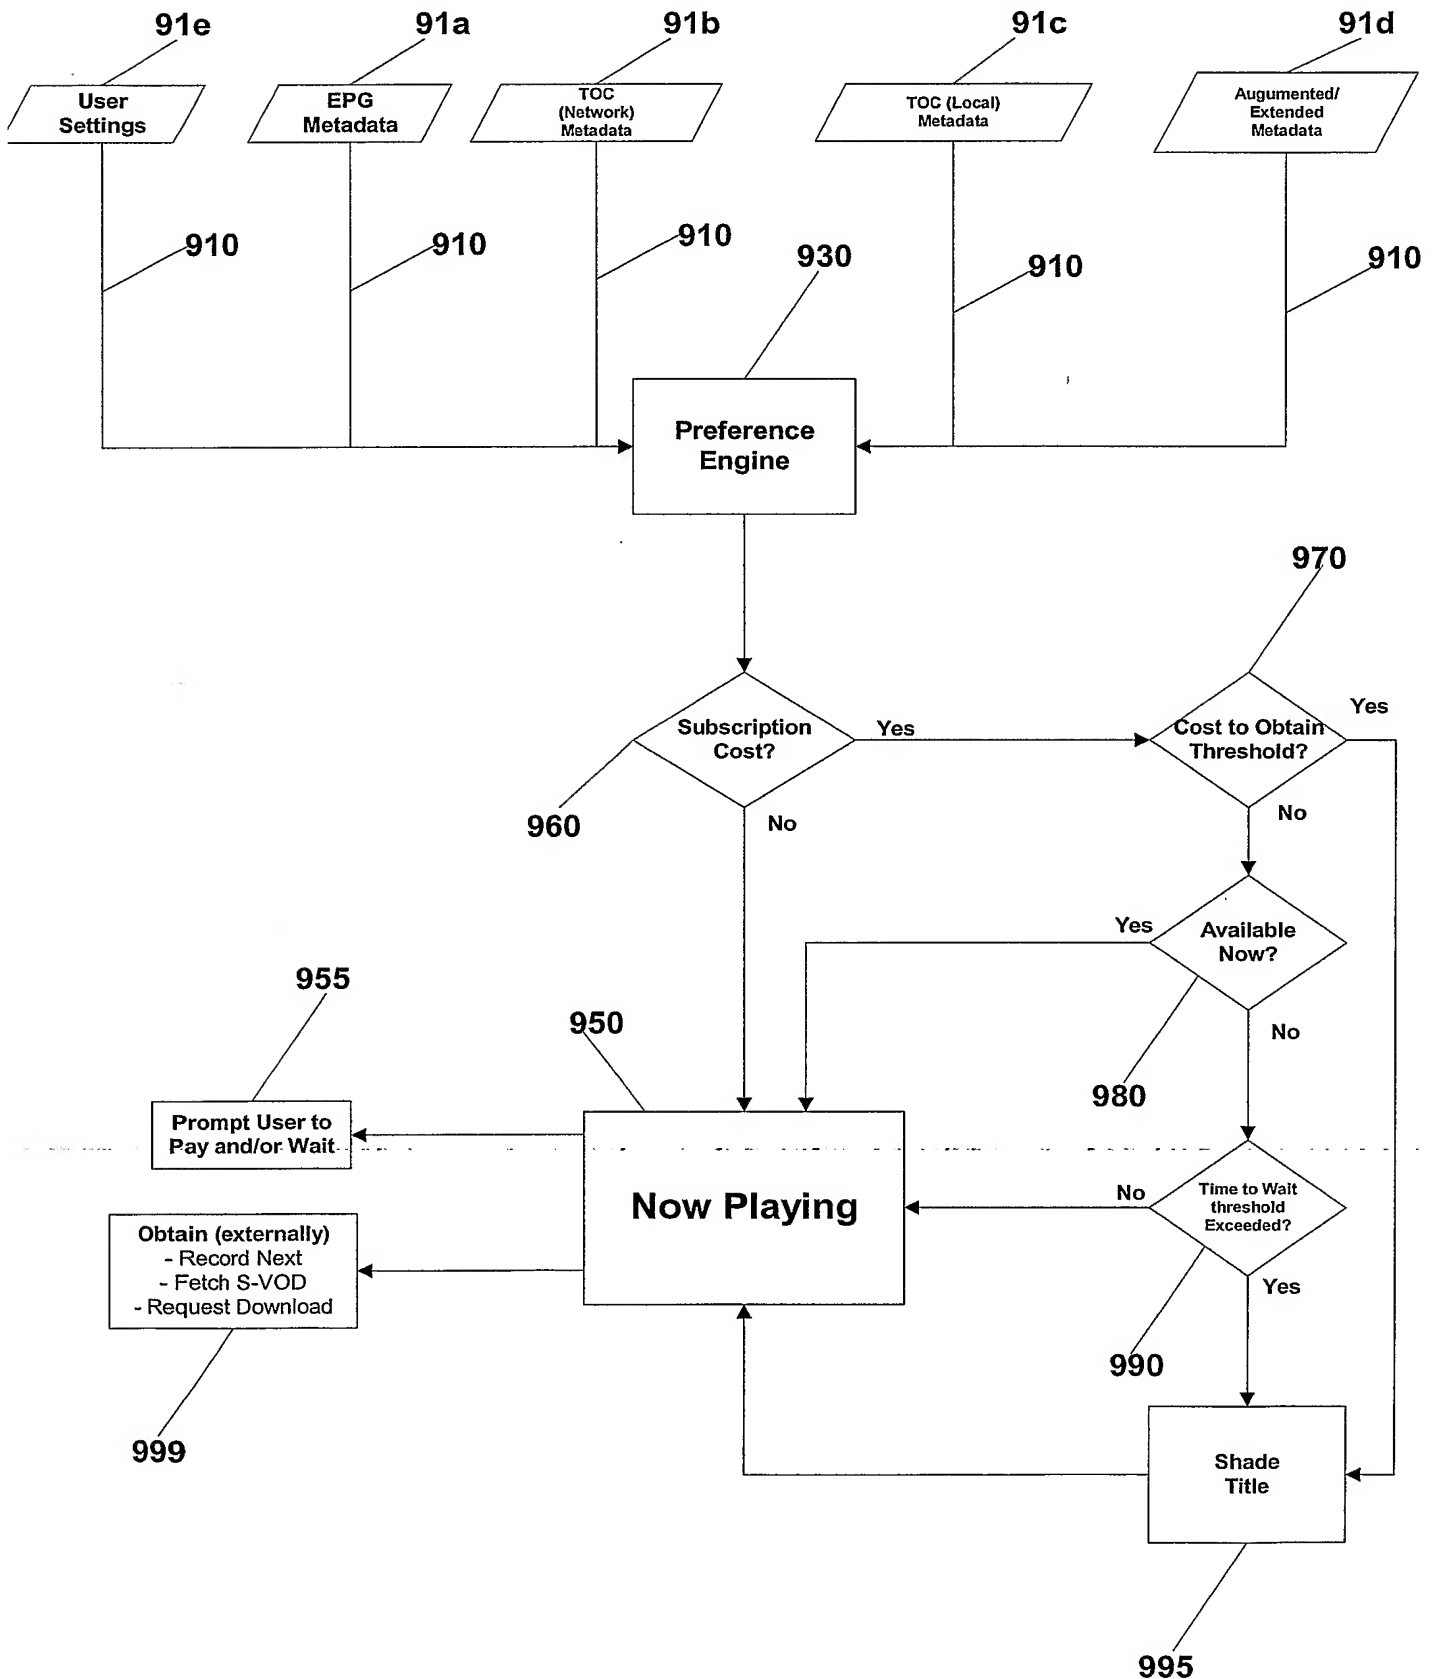 91e
91a
91b
91c
91d
User
Settings
EPG
Metadata
TOC
(Network)
Metadata
TOC (Local)
Metadata
Augumented/
Extended
Metadata
910
910
910
910
910
930
Preference
Engine
970
Subscription
Cost?
Yes
Cost to Obtain
Threshold?
Yes
960
No
No
Available
Now?
Yes
955
950
No
980
Prompt User to
Pay and/or Wait
Now Playing
No
Time to Wait
threshold
Exceeded?
Obtain (externally)
- Record Next
- Fetch S-VOD
- Request Download
Yes
990
999
Shade
Title
995